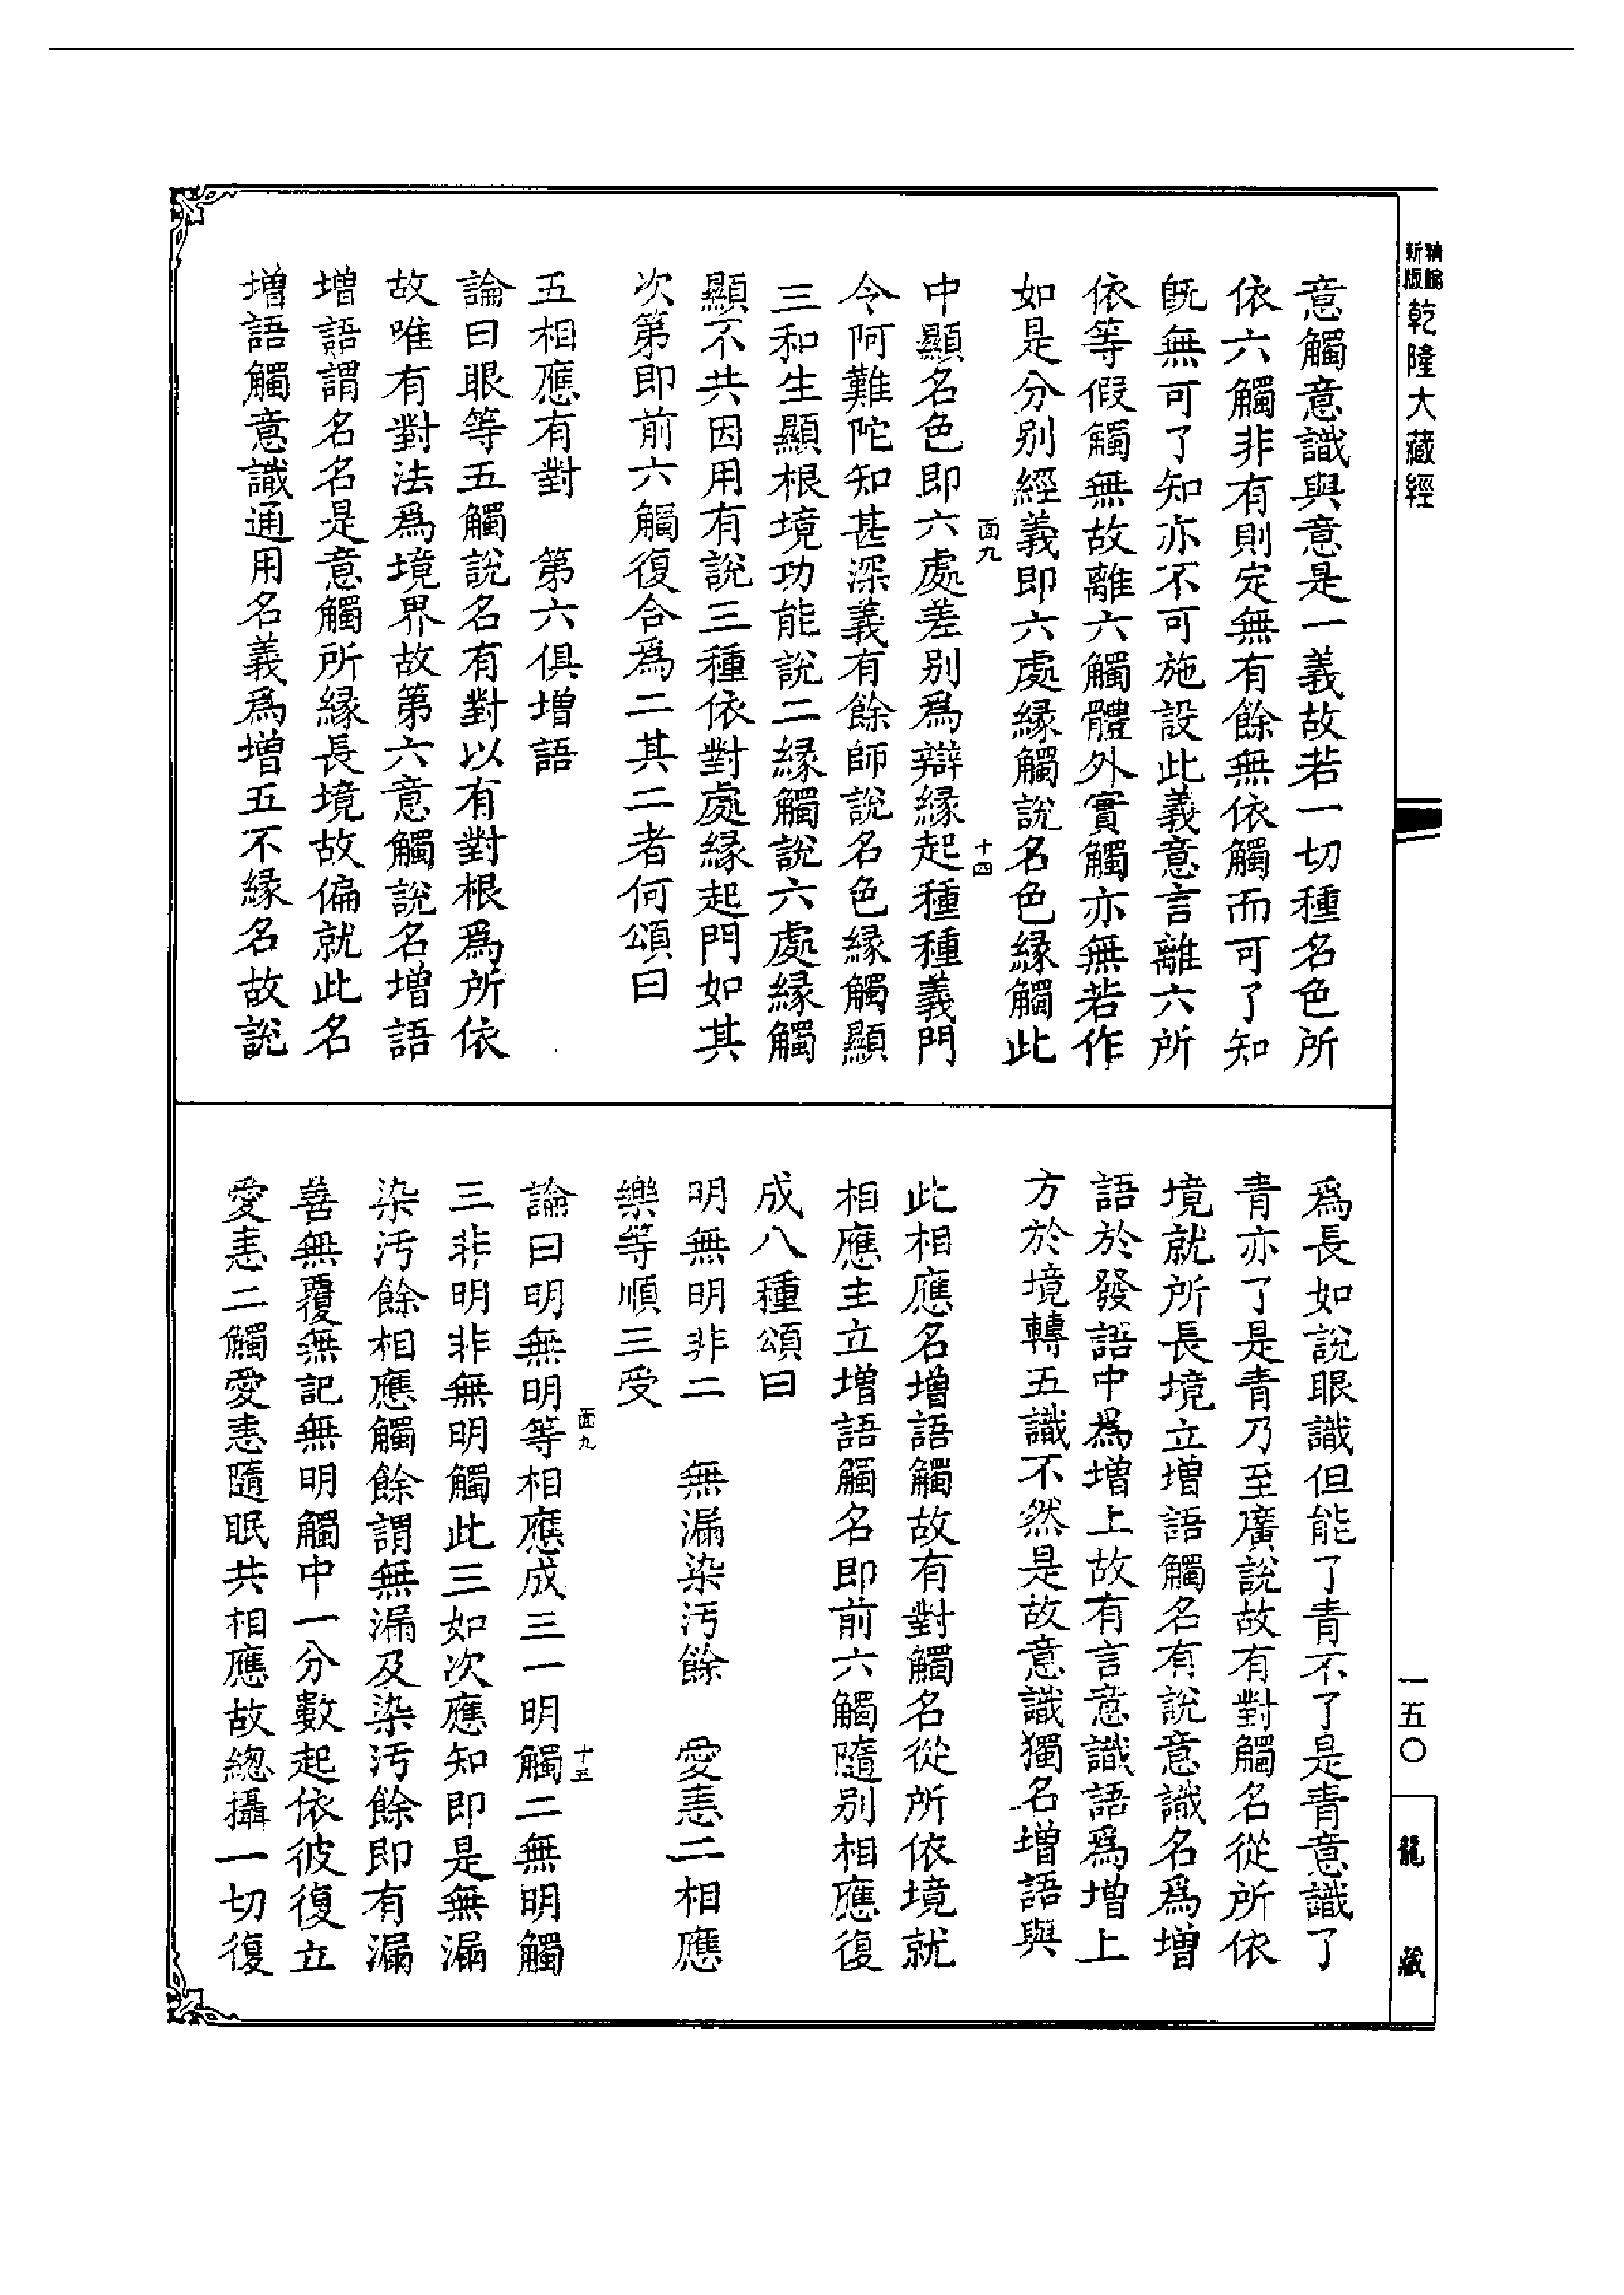 精編
新版
乾隆大藏經
意觸意識與意是一義故若一切種名色所
依六觸非有則定無有餘無依觸而可了知
旣無可了知亦不可施設此義意言離六所
依等假觸無故離六觸體外實觸亦無若作
如是分別經義即六處緣觸說名色緣觸此
面九
十四
中顯名色即六處差別爲辯緣起種種義門
令阿難陀知甚深義有餘師說名色緣觸顯
三和生顯根境功能說二緣觸說六處緣觸
顯不共因用有說三種依對處緣起門如其
次第即前六觸復合爲二其二者何頌曰
五相應有對　第六俱增語
論曰眼等五觸說名有對以有對根爲所依
故唯有對法爲境界故第六意觸說名增語
增語謂名名是意觸所緣長境故偏就此名
增語觸意識通用名義爲增五不緣名故說
爲長如說眼識但能了青不了是青意識了
青亦了是青乃至廣說故有對觸名從所依
境就所長境立增語觸名有說意識名爲增
語於發語中爲增上故有言意識語爲增上
方於境轉五識不然是故意識獨名增語與
此相應名增語觸故有對觸名從所依境就
相應主立增語觸名即前六觸隨別相應復
成八種頌曰
明無明非二　無漏染污餘　愛恚二相應
樂等順三受
面九
十五
論曰明無明等相應成三一明觸二無明觸
三非明非無明觸此三如次應知即是無漏
染污餘相應觸餘謂無漏及染污餘即有漏
善無覆無記無明觸中一分數起依彼復立
愛恚二觸愛恚隨眠共相應故總攝一切復
一五〇
龍藏